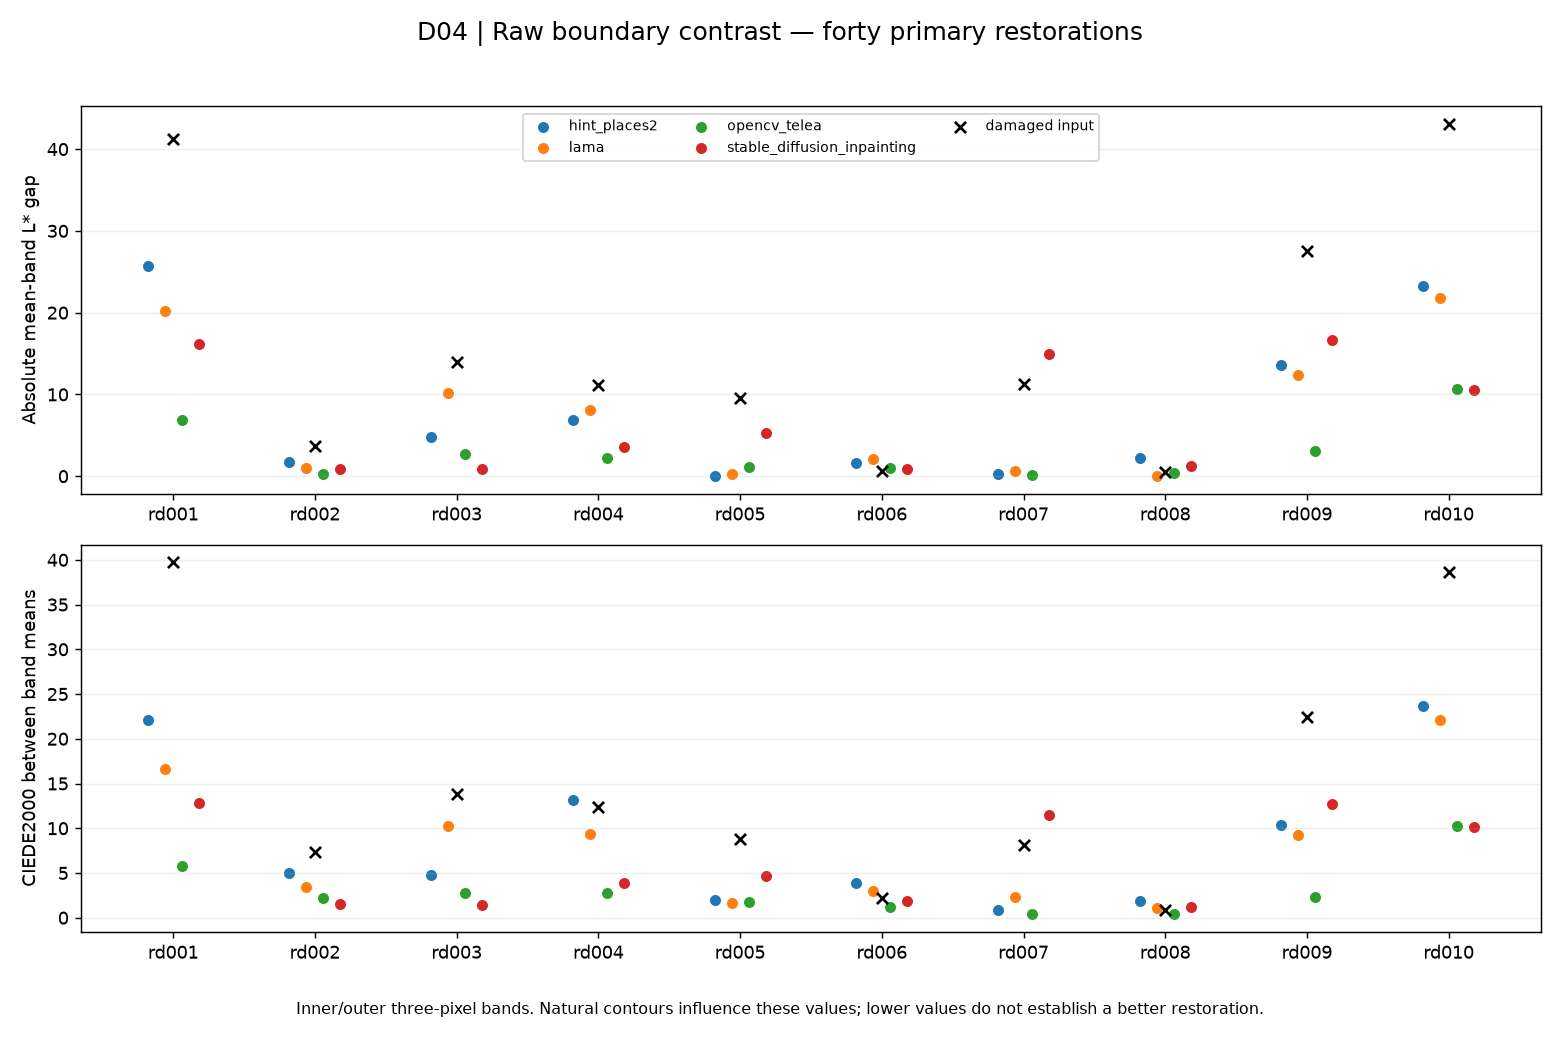 D04 | Raw boundary contrast — forty primary restorations
hint_places2
lama
opencv_telea
stable_diffusion_inpainting
damaged input
Absolute mean-band L* gap
40
30
20
10
0
rd001 rd002 rd003 rd004 rd005 rd006 rd007 rd008 rd009 rd010
CIEDE2000 between band means
40
35
30
25
20
15
10
5
0
rd001 rd002 rd003 rd004 rd005 rd006 rd007 rd008 rd009 rd010
Inner/outer three-pixel bands. Natural contours influence these values; lower values do not establish a better restoration.